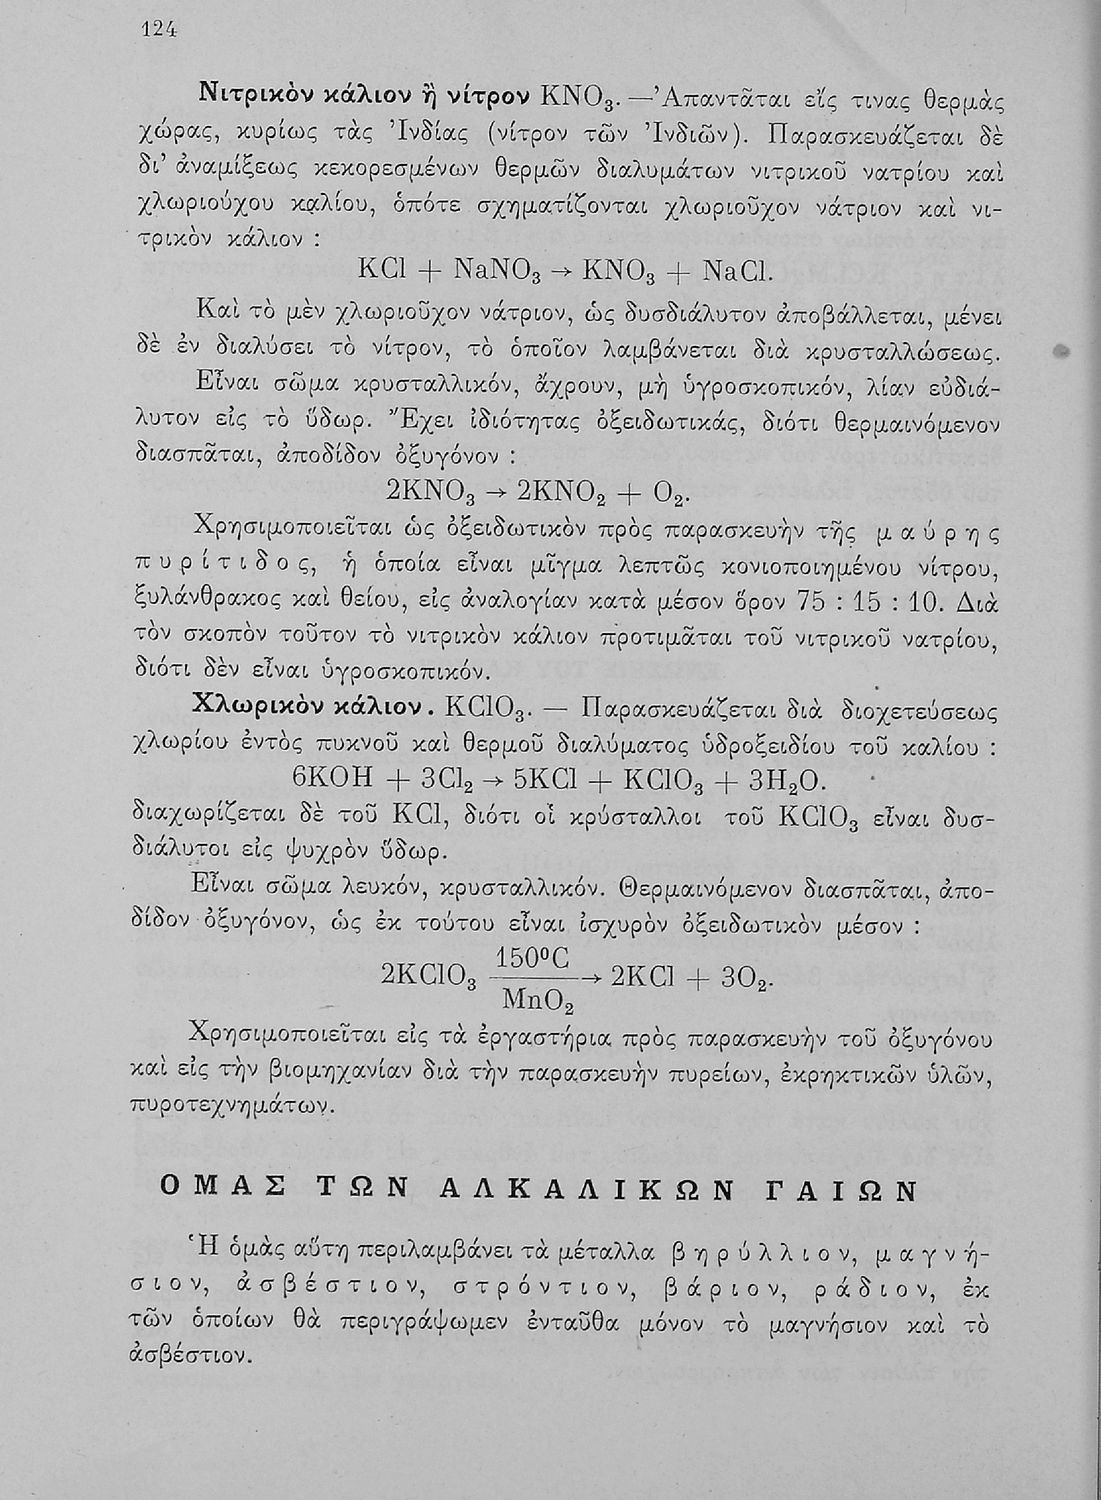 124
Νιτρικὸν κάλιον ἢ νίτρον KNO₃. —Ἀπαντᾶται εἴς τινας θερμὰς
χώρας, κυρίως τὰς Ἰνδίας (νίτρον τῶν Ἰνδιῶν). Παρασκευάζεται δὲ
δι’ ἀναμίξεως κεκορεσμένων θερμῶν διαλυμάτων νιτρικοῦ νατρίου καὶ
χλωριούχου καλίου, ὁπότε σχηματίζονται χλωριοῦχον νάτριον καὶ νι-
τρικὸν κάλιον :
KCl + NaNO₃ → KNO₃ + NaCl.
Καὶ τὸ μὲν χλωριοῦχον νάτριον, ὡς δυσδιάλυτον ἀποβάλλεται, μένει
δὲ ἐν διαλύσει τὸ νίτρον, τὸ ὁποῖον λαμβάνεται διὰ κρυσταλλώσεως.
Εἶναι σῶμα κρυσταλλικόν, ἄχρουν, μὴ ὑγροσκοπικόν, λίαν εὐδιά-
λυτον εἰς τὸ ὕδωρ. Ἔχει ἰδιότητας ὀξειδωτικάς, διότι θερμαινόμενον
διασπᾶται, ἀποδίδον ὀξυγόνον :
2KNO₃ → 2KNO₂ + O₂.
Χρησιμοποιεῖται ὡς ὀξειδωτικὸν πρὸς παρασκευὴν τῆς μαύρης
πυρίτιδος, ἡ ὁποία εἶναι μῖγμα λεπτῶς κονιοποιημένου νίτρου,
ξυλάνθρακος καὶ θείου, εἰς ἀναλογίαν κατὰ μέσον ὅρον 75 : 15 : 10. Διὰ
τὸν σκοπὸν τοῦτον τὸ νιτρικὸν κάλιον προτιμᾶται τοῦ νιτρικοῦ νατρίου,
διότι δὲν εἶναι ὑγροσκοπικόν.
Χλωρικὸν κάλιον. KClO₃. — Παρασκευάζεται διὰ διοχετεύσεως
χλωρίου ἐντὸς πυκνοῦ καὶ θερμοῦ διαλύματος ὑδροξειδίου τοῦ καλίου :
6KOH + 3Cl₂ → 5KCl + KClO₃ + 3H₂O.
διαχωρίζεται δὲ τοῦ KCl, διότι οἱ κρύσταλλοι τοῦ KClO₃ εἶναι δυσ-
διάλυτοι εἰς ψυχρὸν ὕδωρ.
Εἶναι σῶμα λευκόν, κρυσταλλικόν. Θερμαινόμενον διασπᾶται, ἀπο-
δίδον ὀξυγόνον, ὡς ἐκ τούτου εἶναι ἰσχυρὸν ὀξειδωτικὸν μέσον :
150⁰C
2KClO₃ → 2KCl + 3O₂.
MnO₂
Χρησιμοποιεῖται εἰς τὰ ἐργαστήρια πρὸς παρασκευὴν τοῦ ὀξυγόνου
καὶ εἰς τὴν βιομηχανίαν διὰ τὴν παρασκευὴν πυρείων, ἐκρηκτικῶν ὑλῶν,
πυροτεχνημάτων.
ΟΜΑΣ ΤΩΝ ΑΛΚΑΛΙΚΩΝ ΓΑΙΩΝ
Ἡ ὁμὰς αὕτη περιλαμβάνει τὰ μέταλλα βηρύλλιον, μαγνή-
σιον, ἀσβέστιον, στρόντιον, βάριον, ράδιον, ἐκ
τῶν ὁποίων θὰ περιγράψωμεν ἐνταῦθα μόνον τὸ μαγνήσιον καὶ τὸ
ἀσβέστιον.